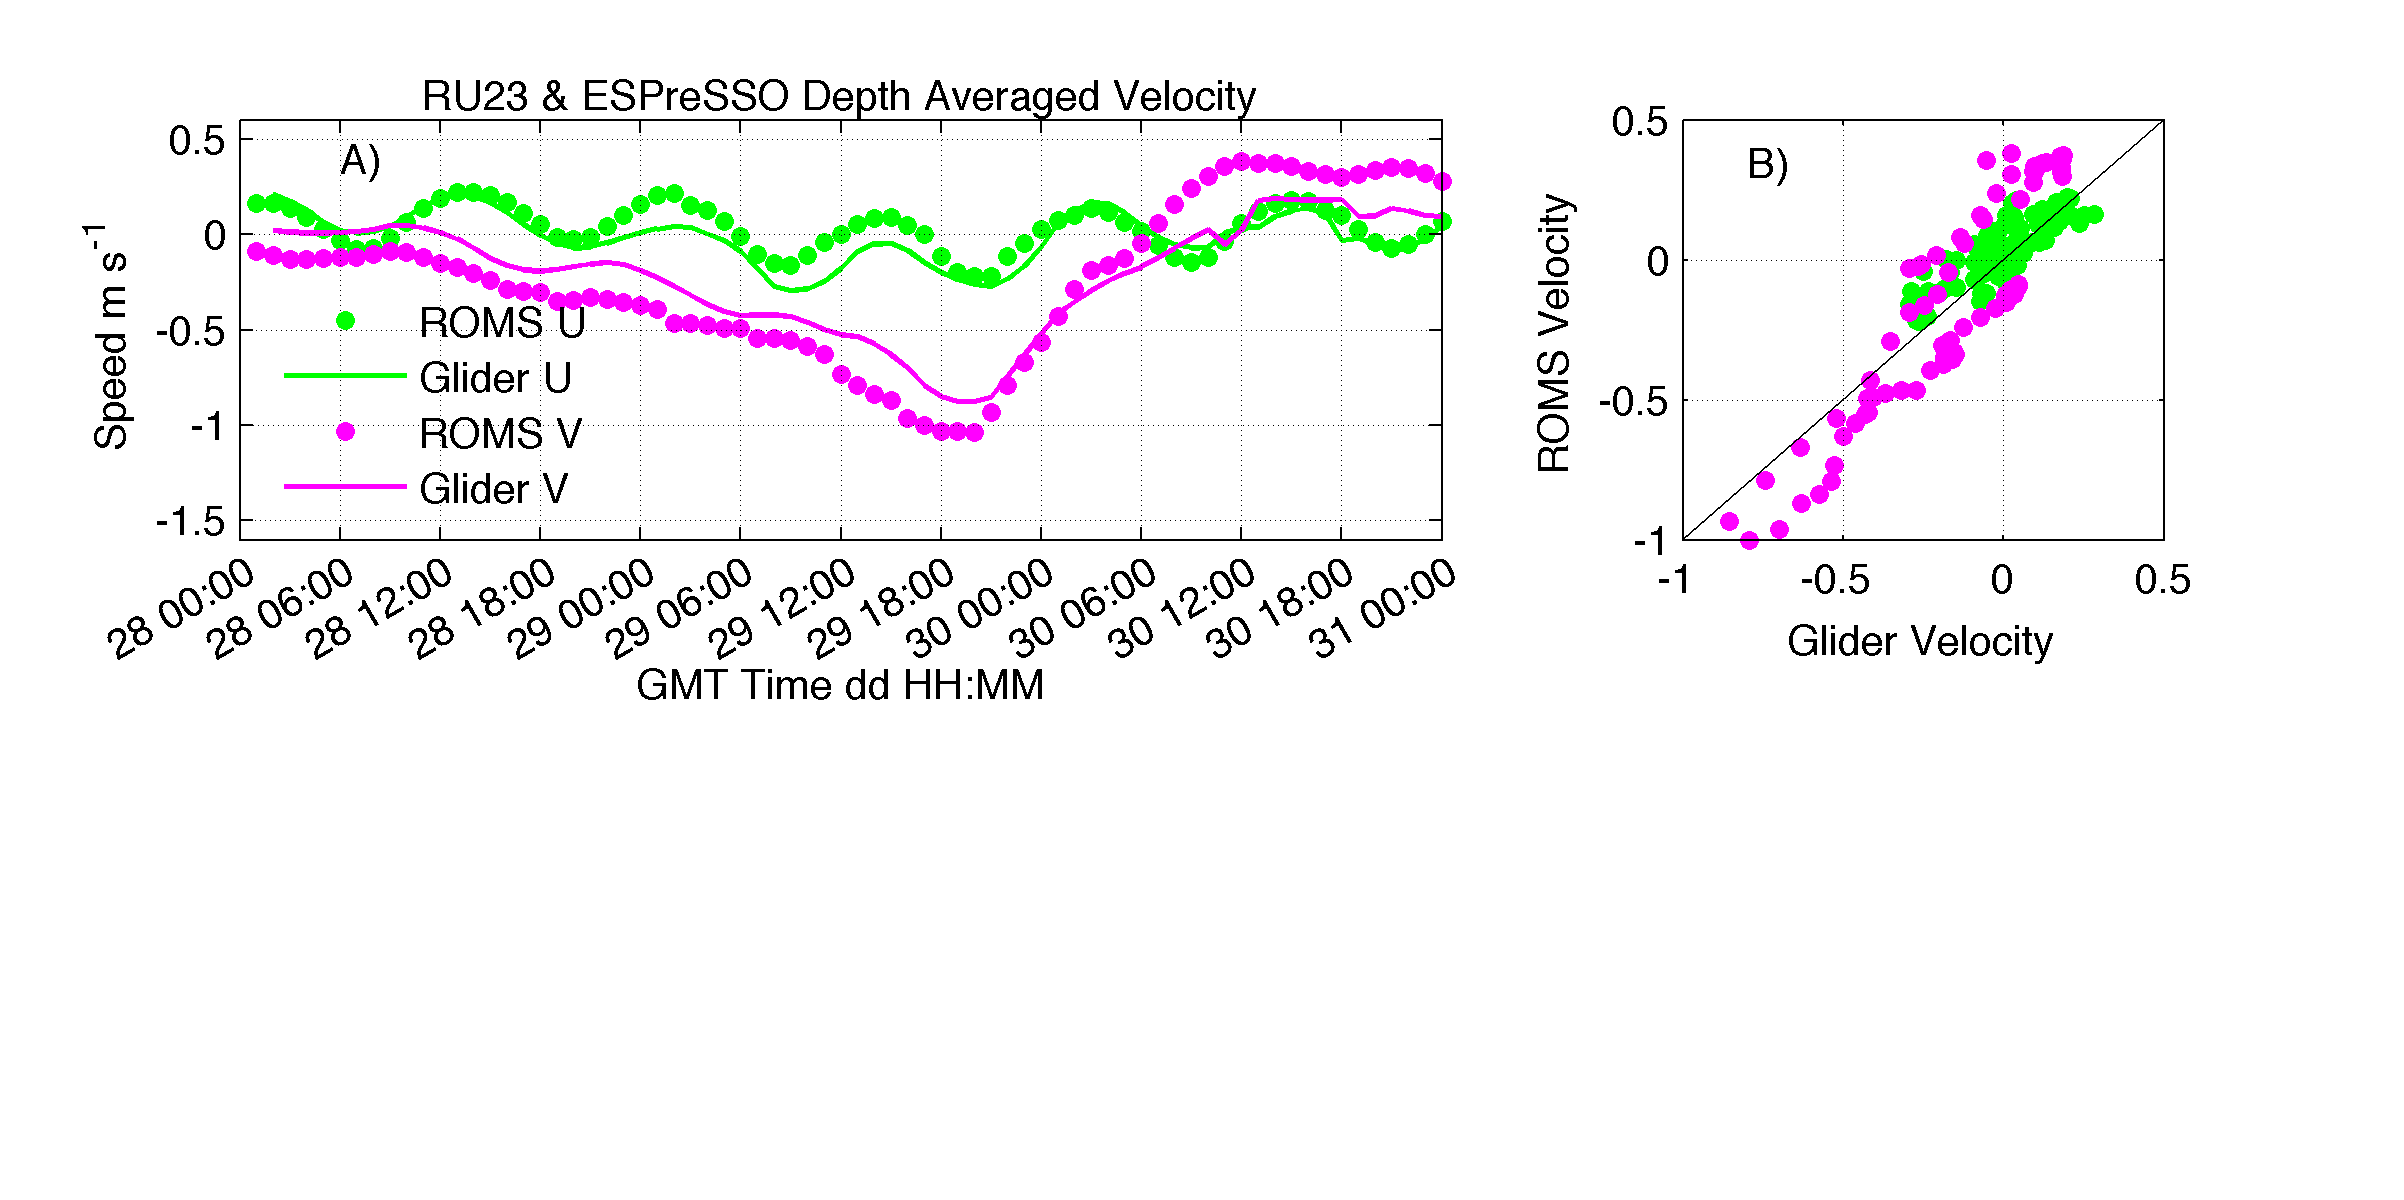 RU23 & ESPreSSO Depth Averaged Velocity
A)
0.5
0
-0.5
-1
-1.5
Speed m s-1
ROMS U
Glider U
ROMS V
Glider V
28 00:00
28 06:00
28 12:00
28 18:00
29 00:00
29 06:00
29 12:00
29 18:00
30 00:00
30 06:00
30 12:00
30 18:00
31 00:00
GMT Time dd HH:MM
B)
0.5
0
-0.5
-1
ROMS Velocity
-1
-0.5
0
0.5
Glider Velocity